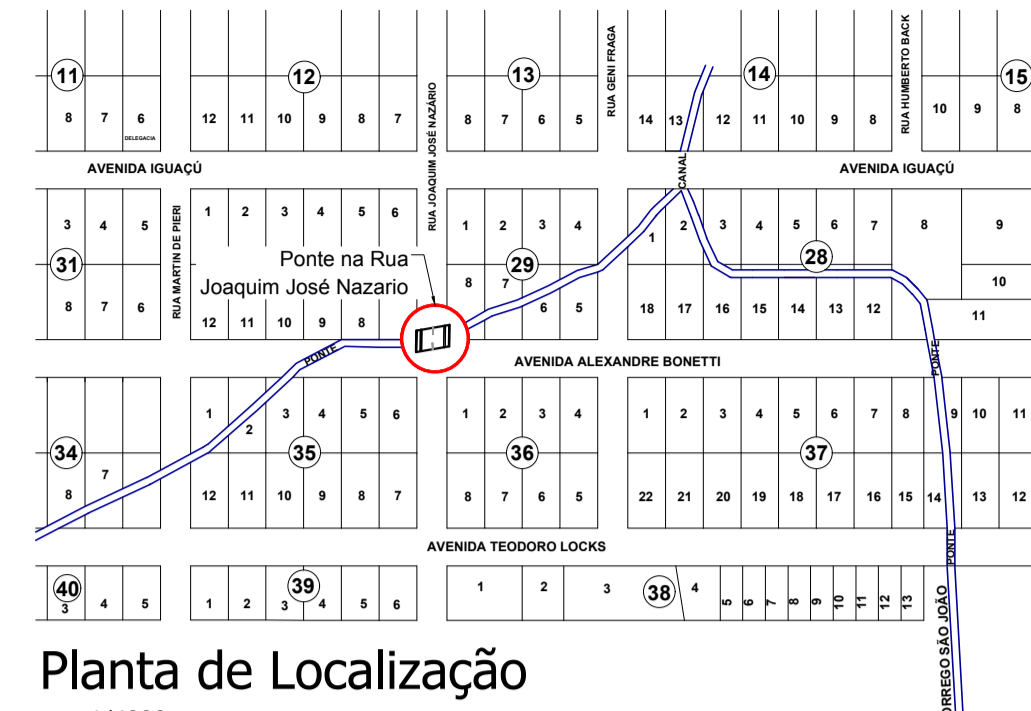 RUA GENI FRAGA
RUA HUMBERTO BACK
11
12
13
14
15
8 7 6
DELEGACIA
12 11 10 9 8 7
RUA JOAQUIM JOSÉ NAZÁRIO
8 7 6 5
14 13 12 11 10 9 8
10 9 8
AVENIDA IGUAÇÚ
CANAL
AVENIDA IGUAÇÚ
RUA MARTIN DE PIERI
3 4 5
1 2 3 4 5 6
1 2 3 4
1 2 3 4 5 6 7 8 9
31
Ponte na Rua
Joaquim José Nazario
29
28
8 7 6
12 11 10 9 8
8 7 6 5
18 17 16 15 14 13 12
10
11
PONTE
AVENIDA ALEXANDRE BONETTI
PONTE
1 2 3 4 5 6
1 2 3 4
1 2 3 4 5 6 7 8 9 10 11
34
35
36
37
7
8
12 11 10 9 8 7
8 7 6 5
22 21 20 19 18 17 16 15 14 13 12
AVENIDA TEODORO LOCKS
PONTE
40
39
38
3 4 5
1 2 3 4 5 6
1 2 3 4 5 6 7 8 9 10 11 12 13
ORREGO SÃO JOÃO
Planta de Localização